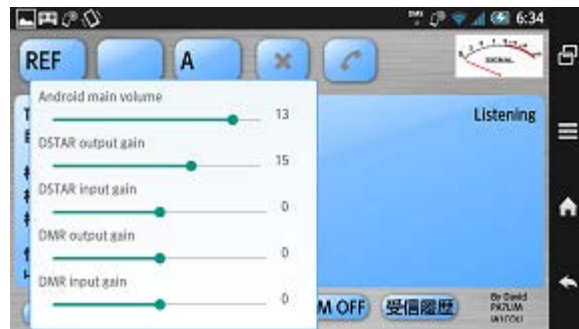 6:34
REF
A
SIGNAL
Android main volume
13
Listening
DSTAR output gain
15
DSTAR input gain
0
DMR output gain
0
DMR input gain
0
M OFF
受信履歴
By David
PA7LIM